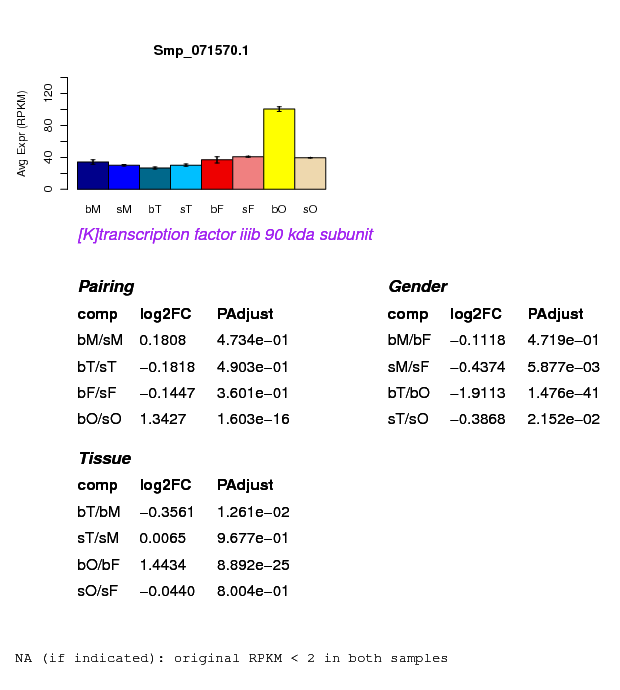 Smp_071570.1
Avg Expr (RPKM)
0 40 80 120
bM sM bT sT bF sF bO sO
[K]transcription factor iiib 90 kda subunit
Pairing
comp log2FC PAdjust
bM/sM 0.1808 4.734e−01
bT/sT −0.1818 4.903e−01
bF/sF −0.1447 3.601e−01
bO/sO 1.3427 1.603e−16
Gender
comp log2FC PAdjust
bM/bF −0.1118 4.719e−01
sM/sF −0.4374 5.877e−03
bT/bO −1.9113 1.476e−41
sT/sO −0.3868 2.152e−02
Tissue
comp log2FC PAdjust
bT/bM −0.3561 1.261e−02
sT/sM 0.0065 9.677e−01
bO/bF 1.4434 8.892e−25
sO/sF −0.0440 8.004e−01
NA (if indicated): original RPKM < 2 in both samples